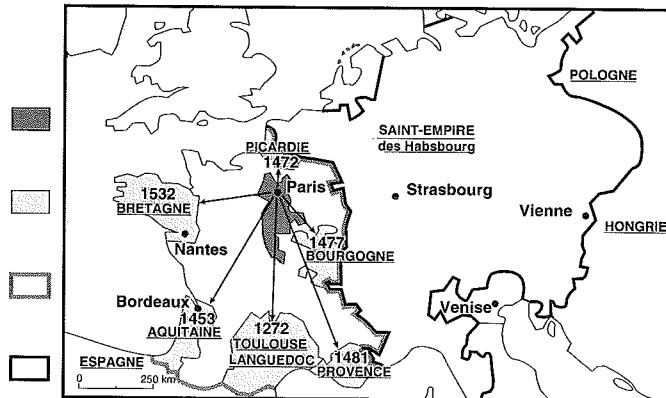 POLOGNE
SAINT-EMPIRE
des Habsbourg
PICARDIE
1472
Paris
Strasbourg
1532
BRETAGNE
Vienne
Nantes
1477
BOURGOGNE
HONGRIE
Bordeaux
1453
AQUITAINE
Venise
1272
TOULOUSE
LANGUEDOC
1481
PROVENCE
ESPAGNE
0 250 km